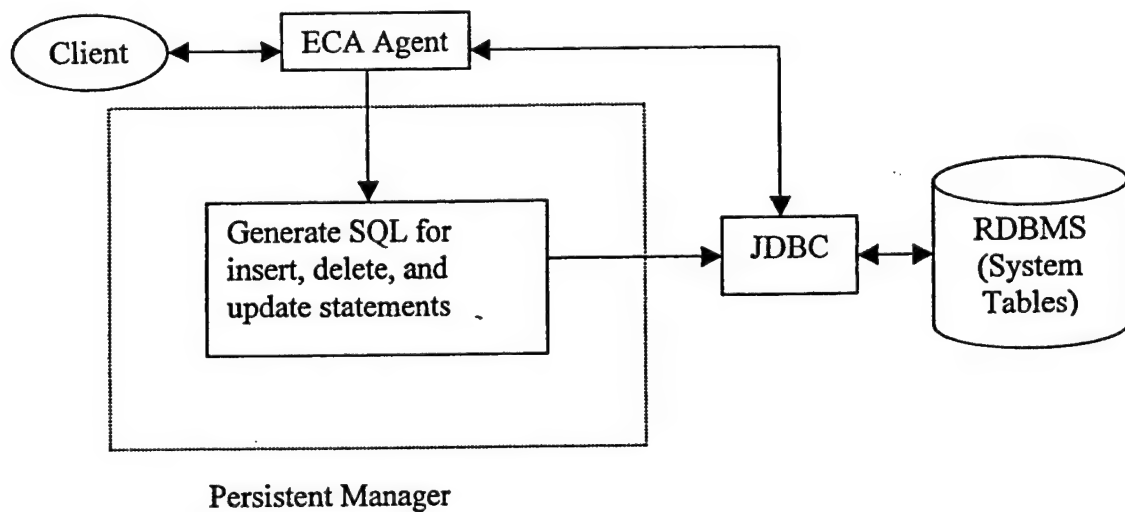 Client
ECA Agent
Generate SQL for
insert, delete, and
update statements
JDBC
RDBMS
(System
Tables)
Persistent Manager